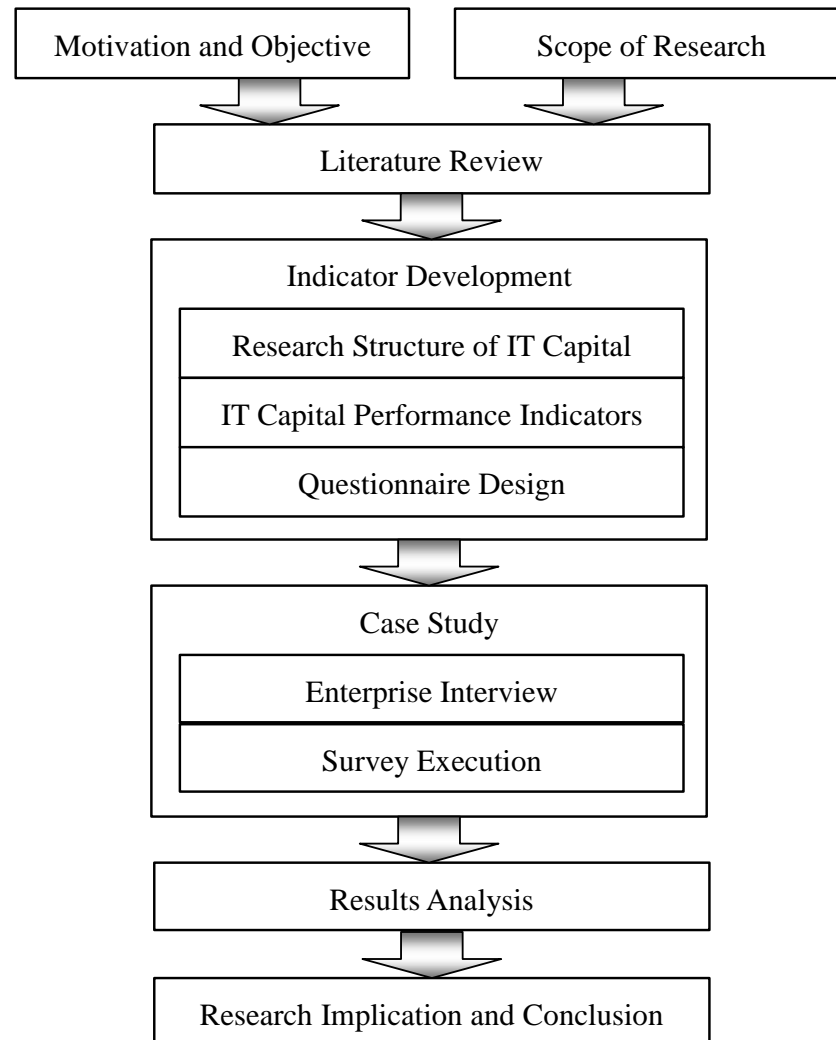 Motivation and Objective
Scope of Research
Literature Review
Indicator Development
Research Structure of IT Capital
IT Capital Performance Indicators
Questionnaire Design
Case Study
Enterprise Interview
Survey Execution
Results Analysis
Research Implication and Conclusion